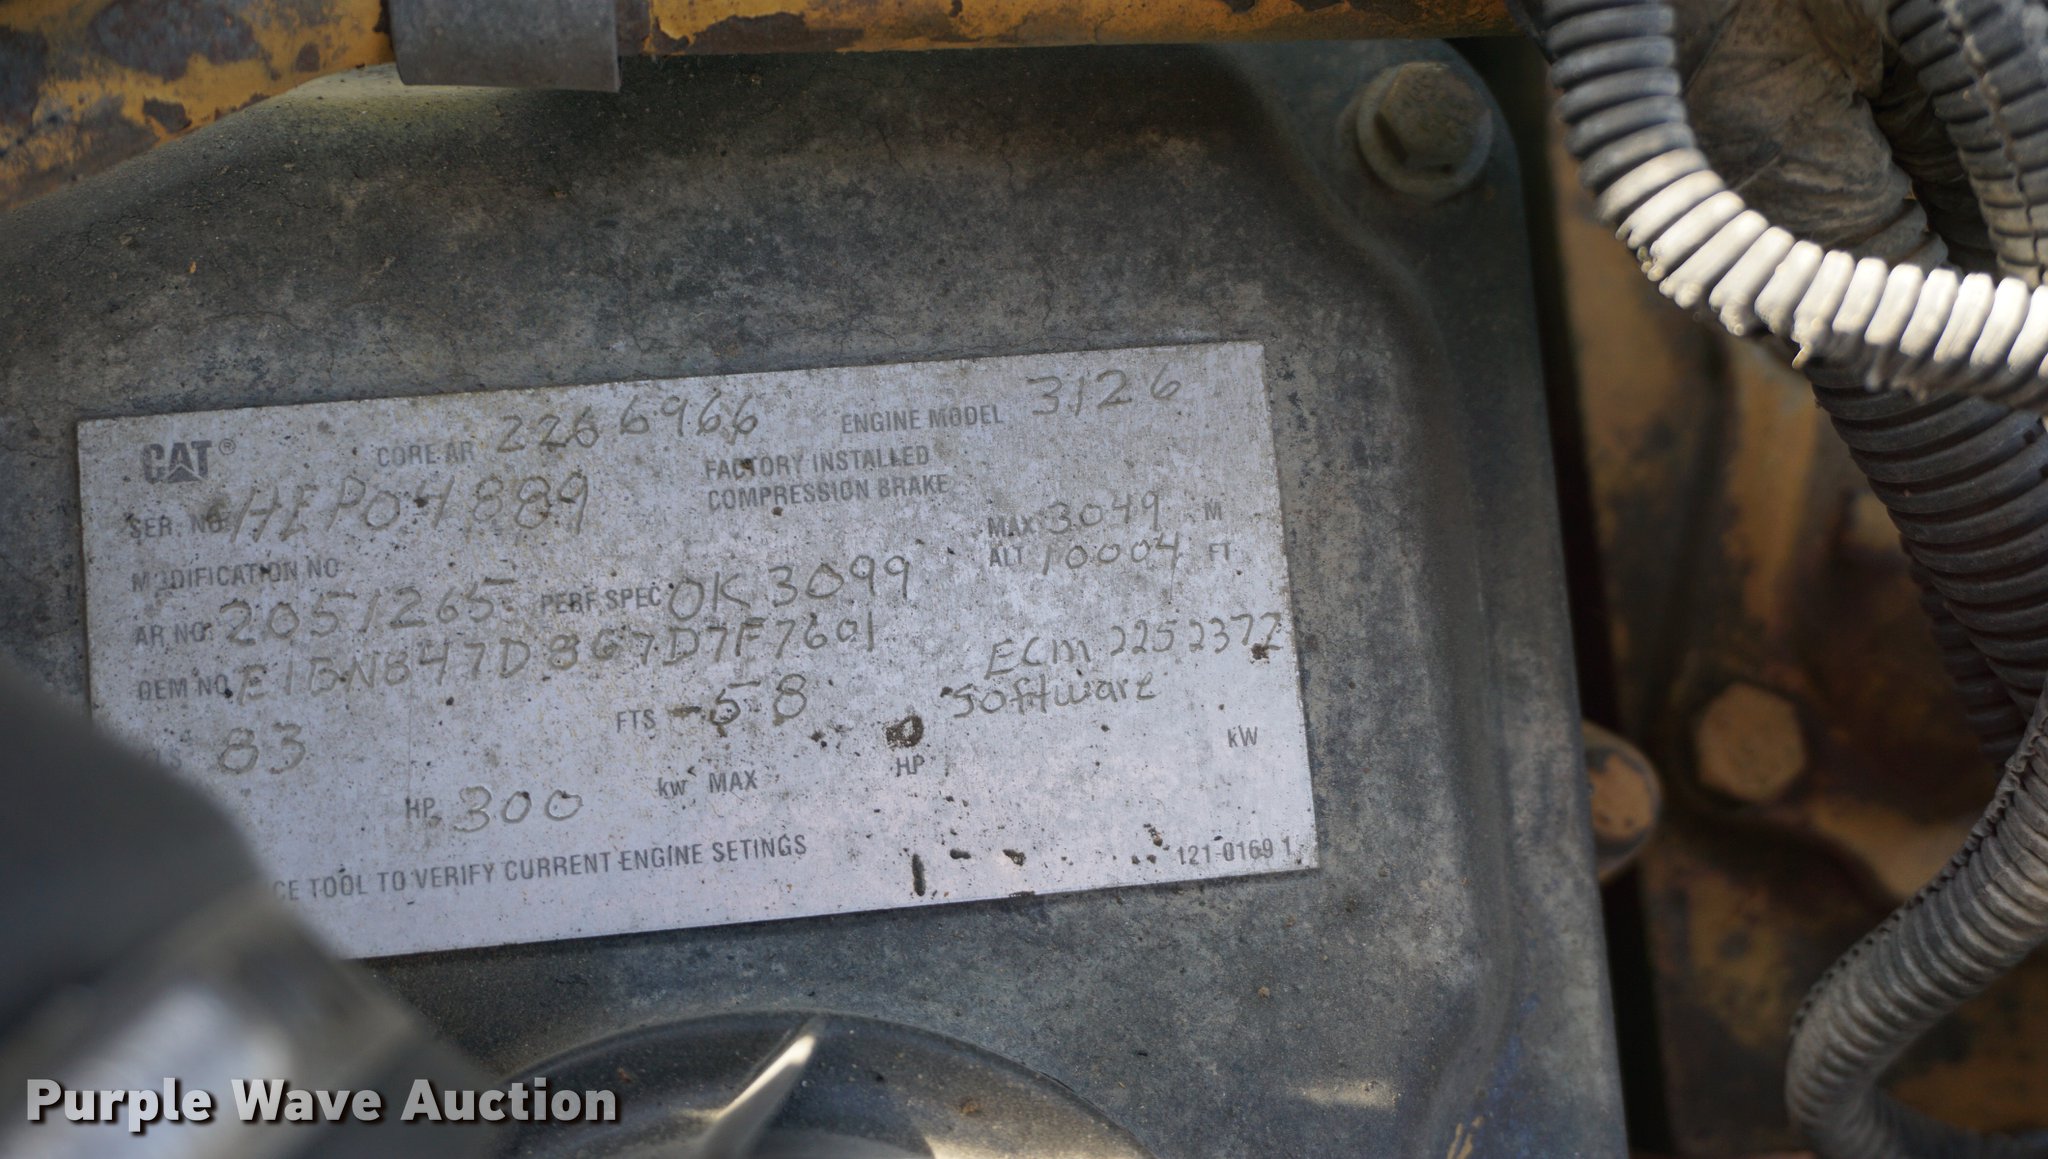 CAT® CORE AR 2266966 ENGINE MODEL 3126
SER. NO. HEP04889 FACTORY INSTALLED
COMPRESSION BRAKE
MODIFICATION NO MAX 3049 M
ALT 10004 FT
AR NO. 2051265 PERF SPEC 0K3099
OEM NO. E1BN847D8G7D7F7601 ECM 2252377
83 FTS -58 Software
HP 300 kw MAX HP kW
TOOL TO VERIFY CURRENT ENGINE SETINGS 121-0169 1
Purple Wave Auction